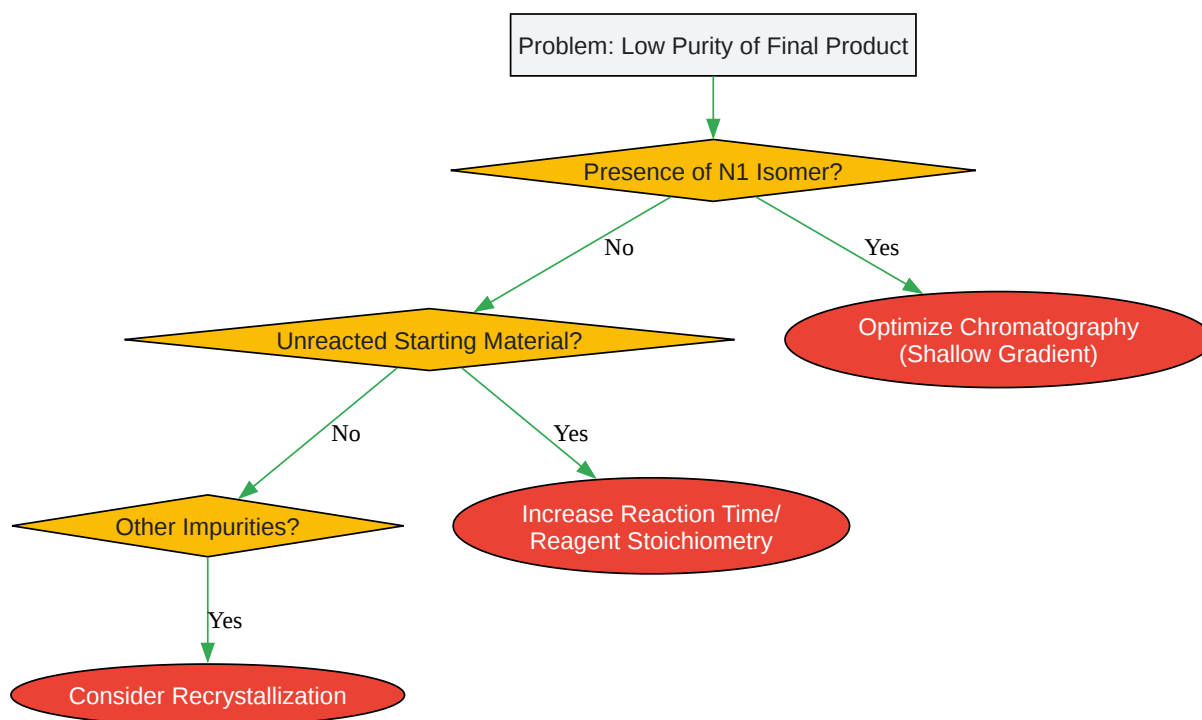 Problem: Low Purity of Final Product
Presence of N1 Isomer?
No
Yes
Unreacted Starting Material?
Optimize Chromatography
(Shallow Gradient)
No
Yes
Other Impurities?
Increase Reaction Time/
Reagent Stoichiometry
Yes
Consider Recrystallization